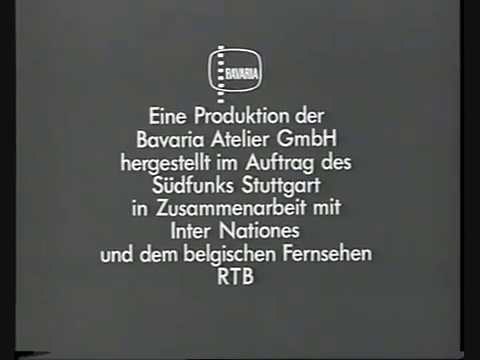 BAVARIA
Eine Produktion der
Bavaria Atelier GmbH
hergestellt im Auftrag des
Südfunks Stuttgart
in Zusammenarbeit mit
Inter Nationes
und dem belgischen Fernsehen
RTB